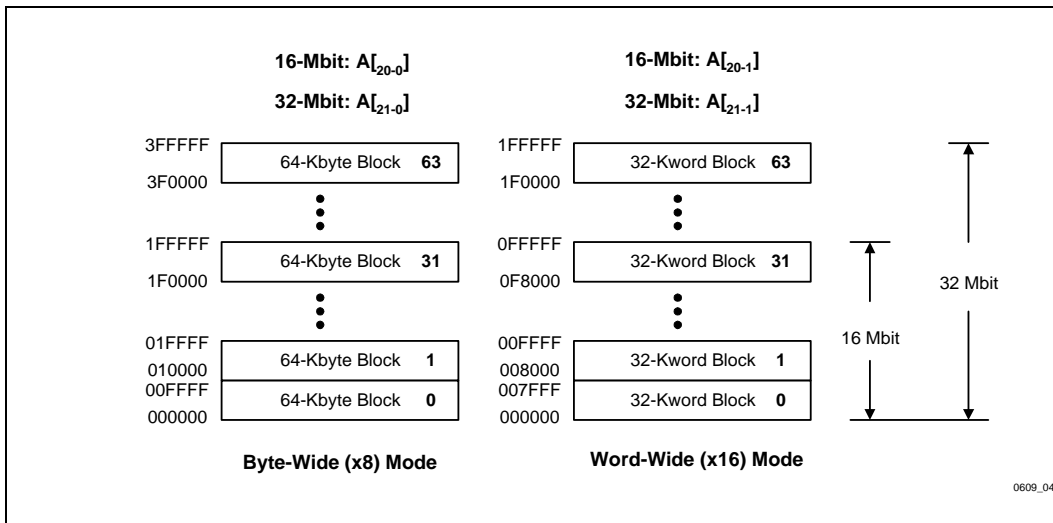 16-Mbit: A[20-0]
32-Mbit: A[21-0]
16-Mbit: A[20-1]
32-Mbit: A[21-1]
3FFFFF
3F0000
64-Kbyte Block 63
1FFFFF
1F0000
64-Kbyte Block 31
01FFFF
010000
64-Kbyte Block 1
00FFFF
000000
64-Kbyte Block 0
Byte-Wide (x8) Mode
1FFFFF
1F0000
32-Kword Block 63
0FFFFF
0F8000
32-Kword Block 31
00FFFF
008000
32-Kword Block 1
007FFF
000000
32-Kword Block 0
Word-Wide (x16) Mode
16 Mbit
32 Mbit
0609_04